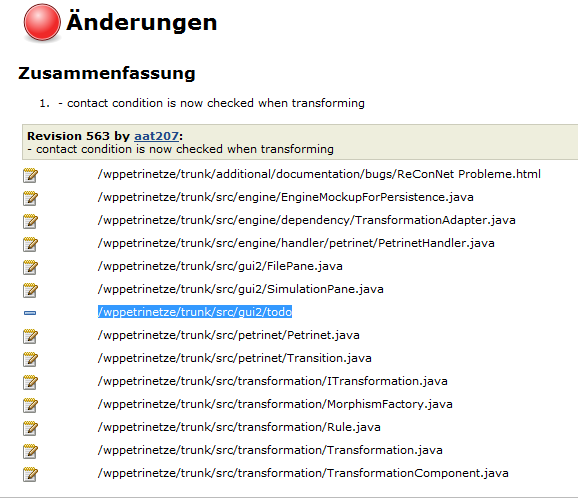 Änderungen
Zusammenfassung
1. - contact condition is now checked when transforming
Revision 563 by aat207:
- contact condition is now checked when transforming
/wppetrinetze/trunk/additional/documentation/bugs/ReConNet Probleme.html
/wppetrinetze/trunk/src/engine/EngineMockupForPersistence.java
/wppetrinetze/trunk/src/engine/dependency/TransformationAdapter.java
/wppetrinetze/trunk/src/engine/handler/petrinet/PetrinetHandler.java
/wppetrinetze/trunk/src/gui2/FilePane.java
/wppetrinetze/trunk/src/gui2/SimulationPane.java
/wppetrinetze/trunk/src/gui2/todo
/wppetrinetze/trunk/src/petrinet/Petrinet.java
/wppetrinetze/trunk/src/petrinet/Transition.java
/wppetrinetze/trunk/src/transformation/ITransformation.java
/wppetrinetze/trunk/src/transformation/MorphismFactory.java
/wppetrinetze/trunk/src/transformation/Rule.java
/wppetrinetze/trunk/src/transformation/Transformation.java
/wppetrinetze/trunk/src/transformation/TransformationComponent.java